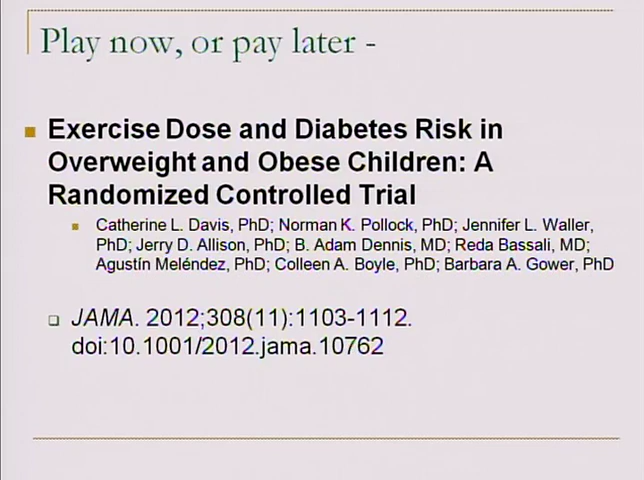 Play now, or pay later -
Exercise Dose and Diabetes Risk in
Overweight and Obese Children: A
Randomized Controlled Trial
Catherine L. Davis, PhD; Norman K. Pollock, PhD; Jennifer L. Waller,
PhD; Jerry D. Allison, PhD; B. Adam Dennis, MD; Reda Bassali, MD;
Agustín Meléndez, PhD; Colleen A. Boyle, PhD; Barbara A. Gower, PhD
JAMA. 2012;308(11):1103-1112.
doi:10.1001/2012.jama.10762